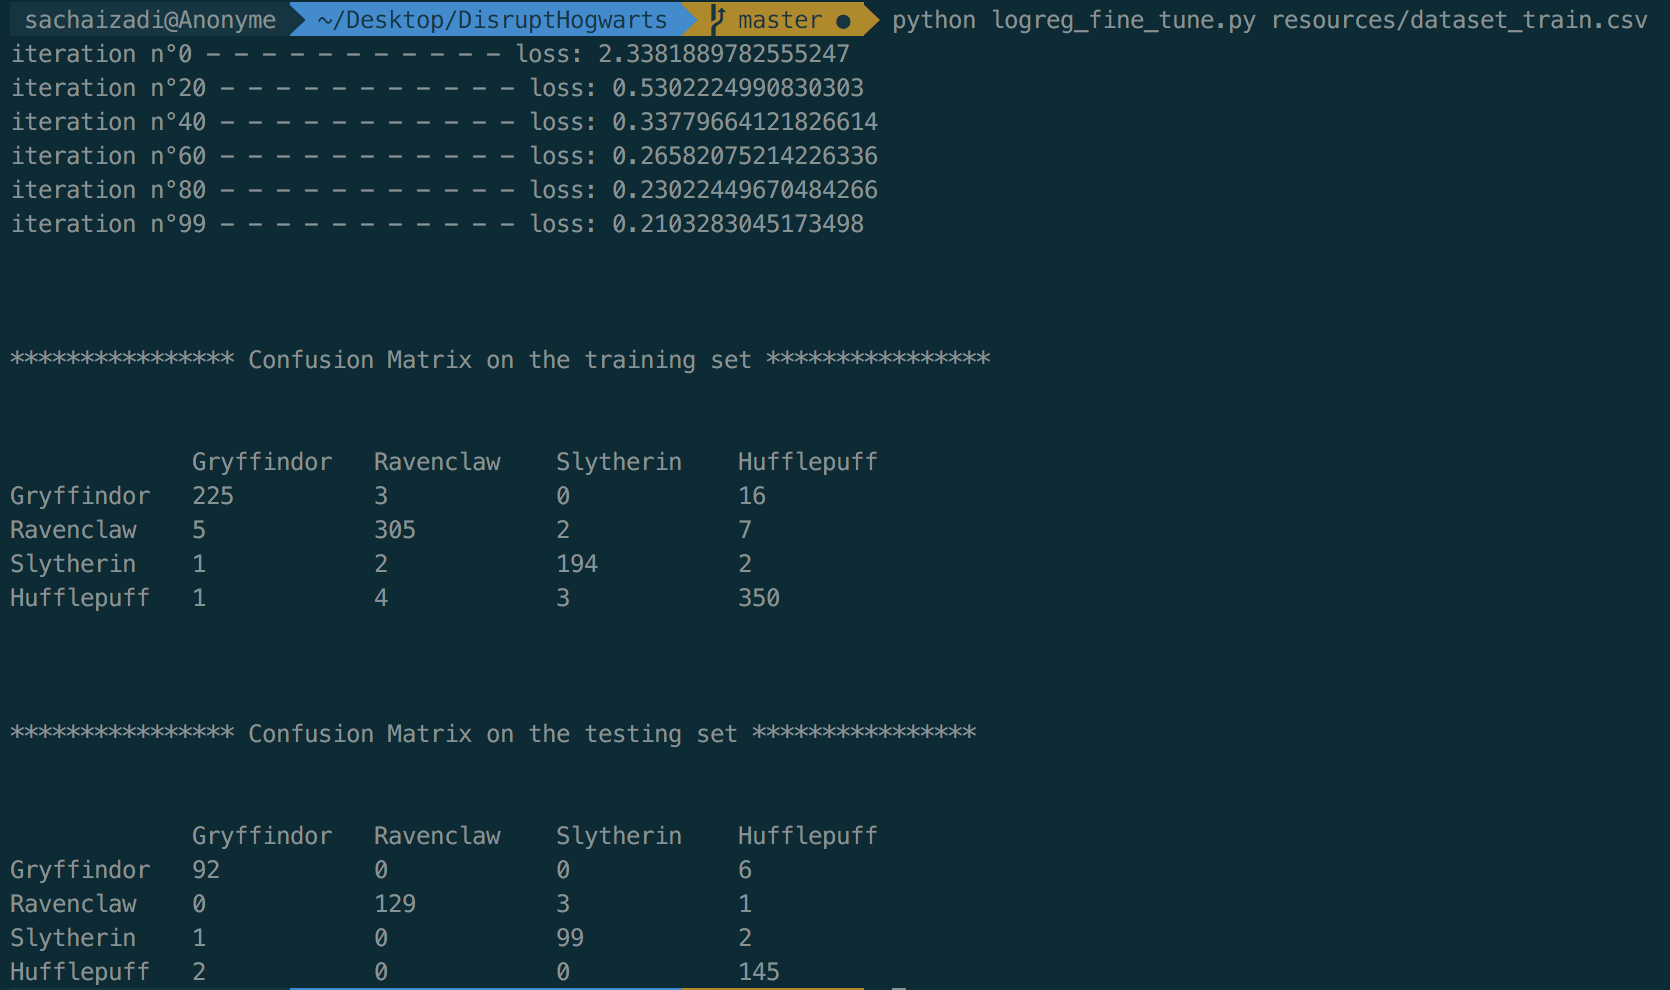 sachaizadi@Anonyme ~/Desktop/DisruptHogwarts master ● python logreg_fine_tune.py resources/dataset_train.csv
iteration n°0 - - - - - - - - - - - loss: 2.3381889782555247
iteration n°20 - - - - - - - - - - - loss: 0.5302224990830303
iteration n°40 - - - - - - - - - - - loss: 0.33779664121826614
iteration n°60 - - - - - - - - - - - loss: 0.26582075214226336
iteration n°80 - - - - - - - - - - - loss: 0.23022449670484266
iteration n°99 - - - - - - - - - - - loss: 0.2103283045173498
**************** Confusion Matrix on the training set ****************
Gryffindor Ravenclaw Slytherin Hufflepuff
Gryffindor 225 3 0 16
Ravenclaw 5 305 2 7
Slytherin 1 2 194 2
Hufflepuff 1 4 3 350
**************** Confusion Matrix on the testing set ****************
Gryffindor Ravenclaw Slytherin Hufflepuff
Gryffindor 92 0 0 6
Ravenclaw 0 129 3 1
Slytherin 1 0 99 2
Hufflepuff 2 0 0 145